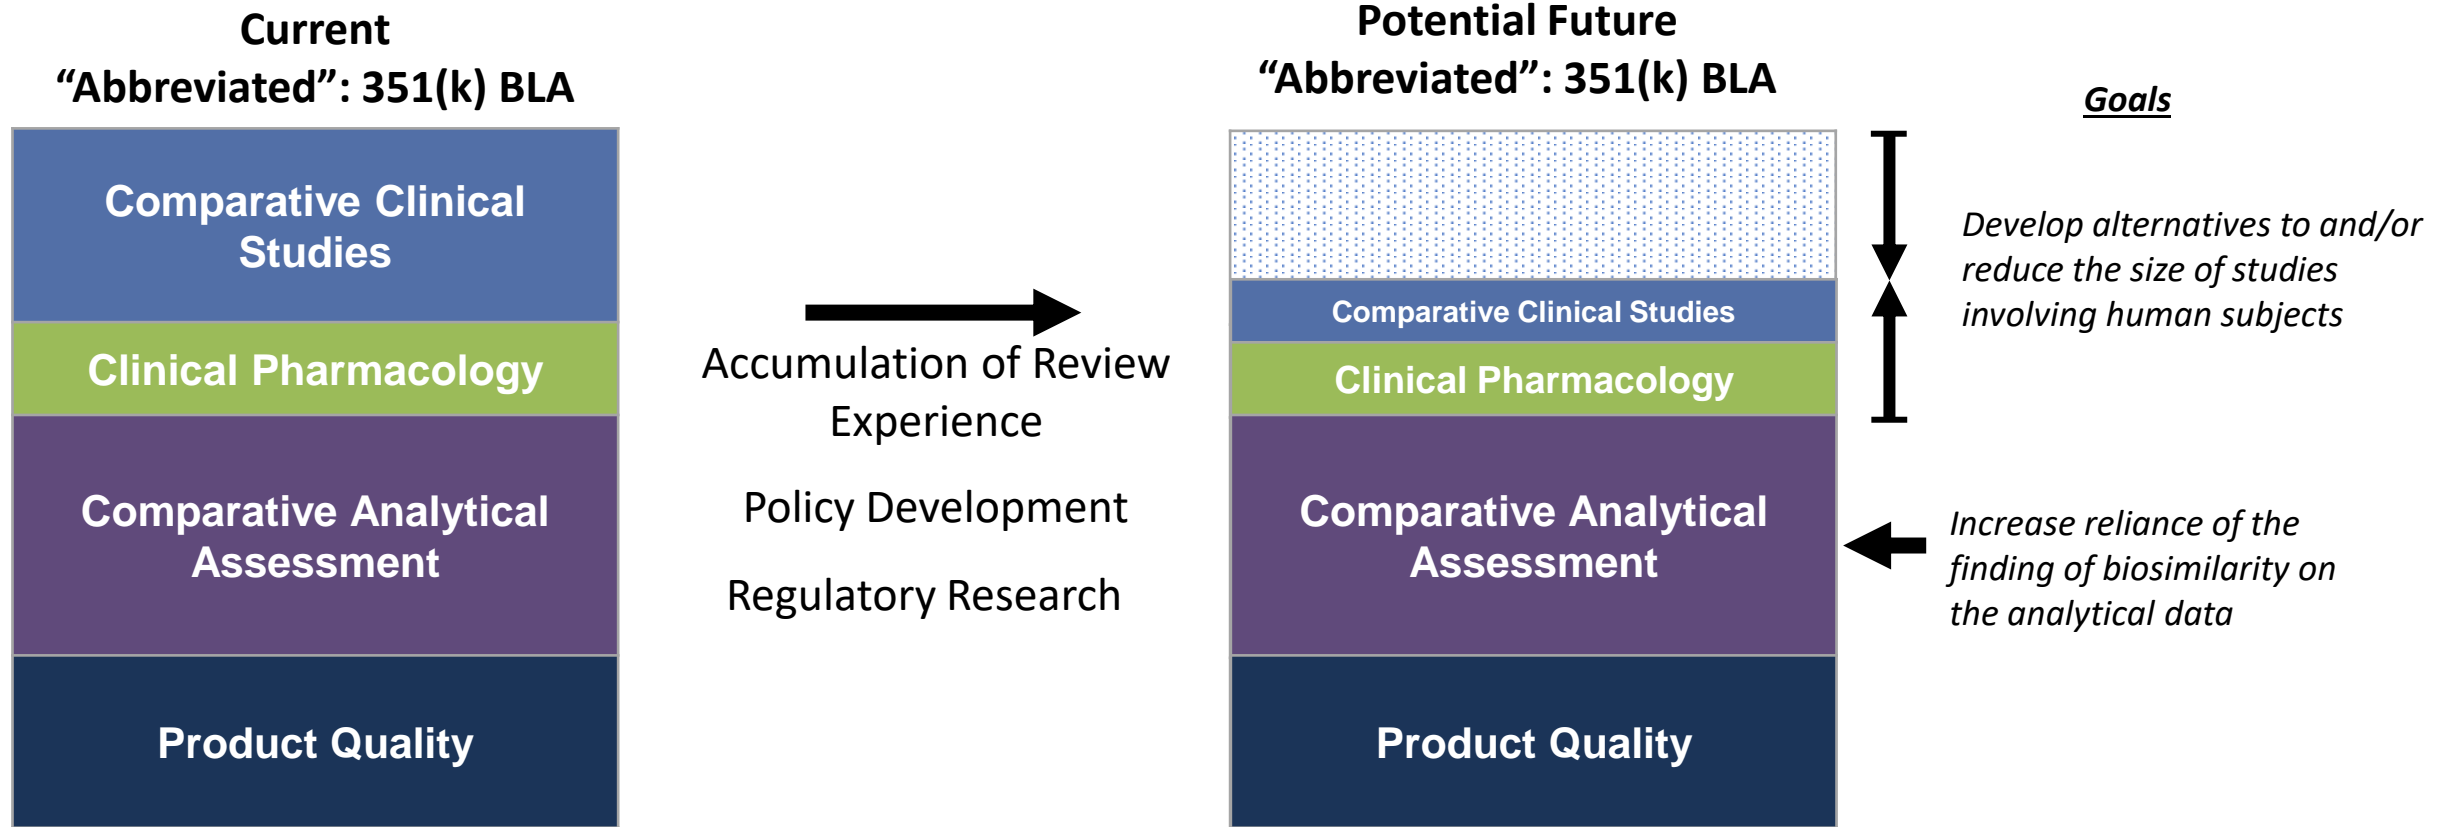 Current
“Abbreviated”: 351(k) BLA
Comparative Clinical
Studies
Clinical Pharmacology
Comparative Analytical
Assessment
Product Quality
Accumulation of Review
Experience
Policy Development
Regulatory Research
Potential Future
“Abbreviated”: 351(k) BLA
Comparative Clinical Studies
Clinical Pharmacology
Comparative Analytical
Assessment
Product Quality
Goals
Develop alternatives to and/or
reduce the size of studies
involving human subjects
Increase reliance of the
finding of biosimilarity on
the analytical data